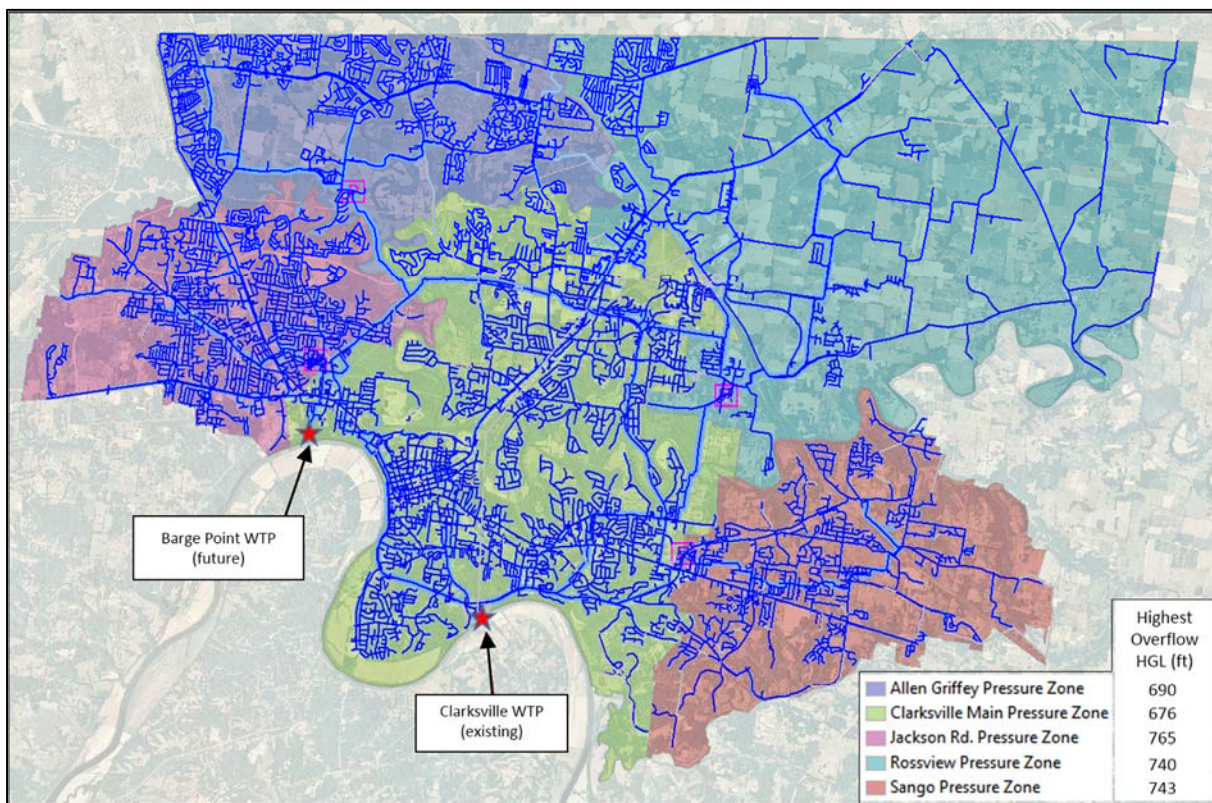 Barge Point WTP
(future)
Clarksville WTP
(existing)
Highest
Overflow
HGL (ft)
Allen Griffey Pressure Zone 690
Clarksville Main Pressure Zone 676
Jackson Rd. Pressure Zone 765
Rossview Pressure Zone 740
Sango Pressure Zone 743